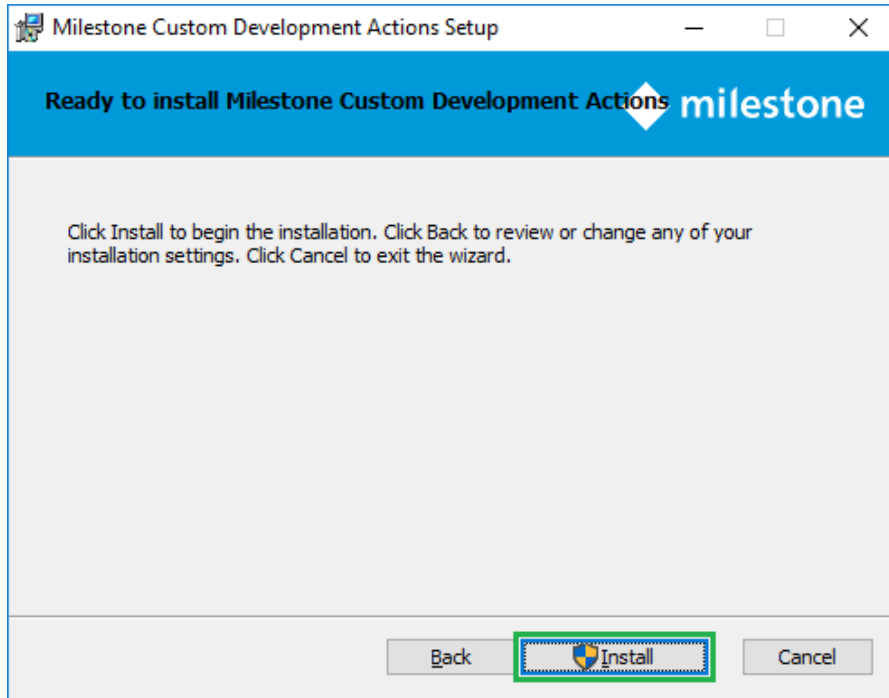 Milestone Custom Development Actions Setup
Ready to install Milestone Custom Development Actions
milestone
Click Install to begin the installation. Click Back to review or change any of your
installation settings. Click Cancel to exit the wizard.
Back
Install
Cancel